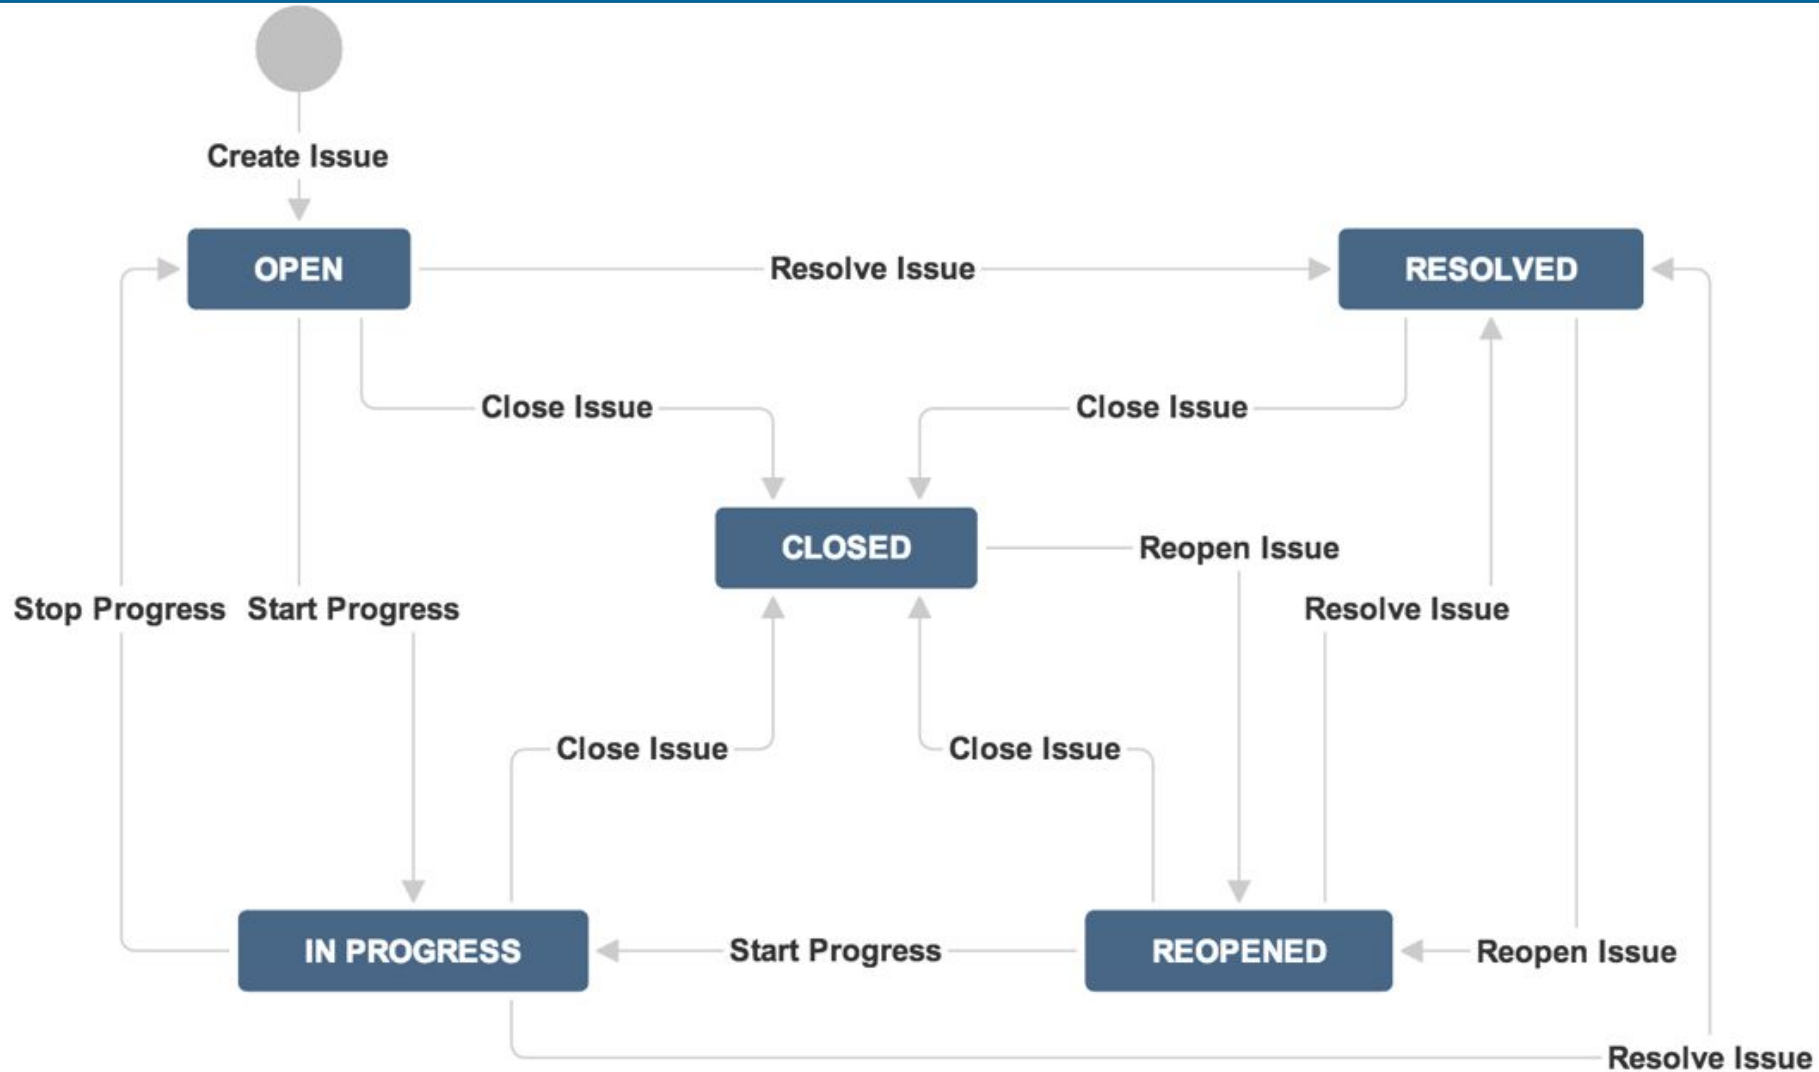 Create Issue
OPEN
Resolve Issue
RESOLVED
Close Issue
Close Issue
CLOSED
Reopen Issue
Stop Progress
Start Progress
Resolve Issue
Close Issue
Close Issue
IN PROGRESS
Start Progress
REOPENED
Reopen Issue
Resolve Issue